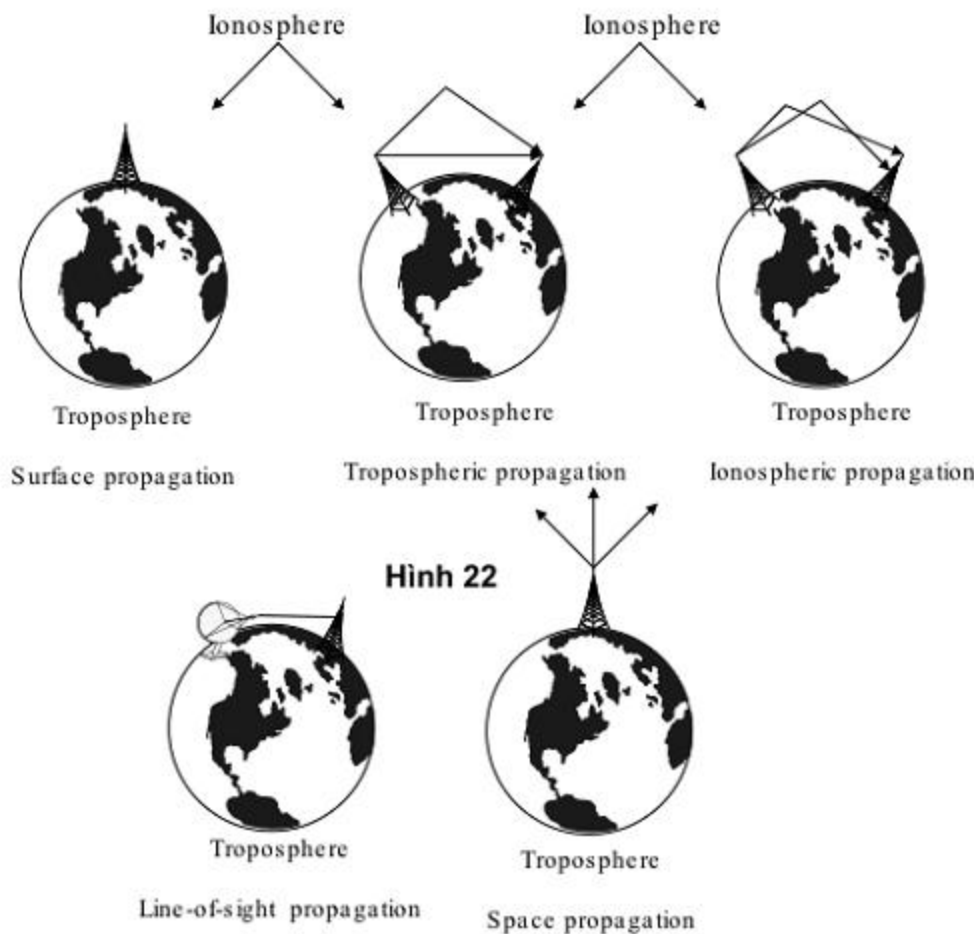 Ionosphere
Ionosphere
Troposphere
Troposphere
Troposphere
Surface propagation
Tropospheric propagation
Ionospheric propagation
Hình 22
Troposphere
Troposphere
Line-of-sight propagation
Space propagation